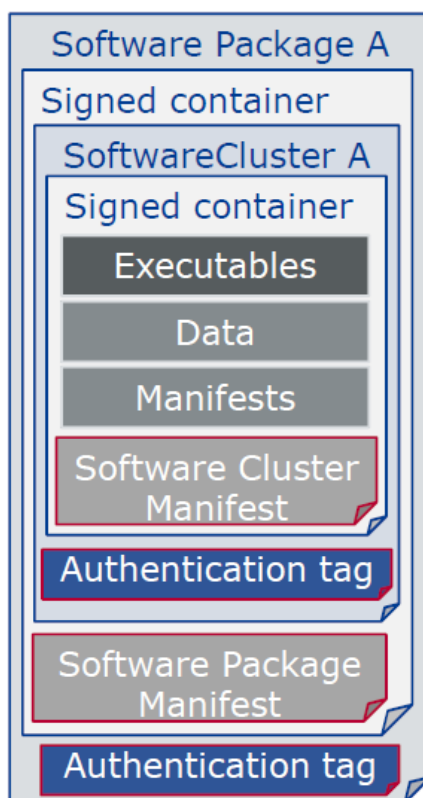 Software Package A
Signed container
SoftwareCluster A
Signed container
Executables
Data
Manifests
Software Cluster
Manifest
Authentication tag
Software Package
Manifest
Authentication tag